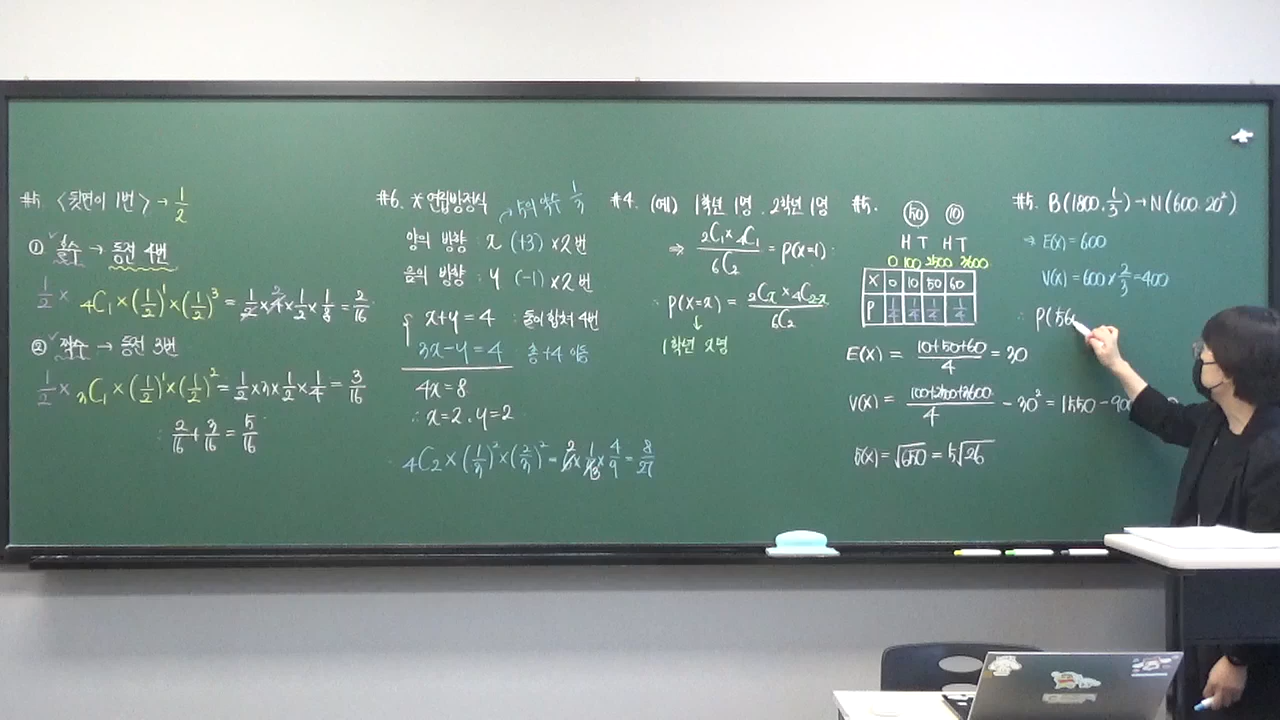 #5. <뒷면이 1번> → 1/2
① 홀수 → 동전 4번
1/2 × ₄C₁ × (1/2)¹ × (1/2)³ = 1/2 × 4 × 1/2 × 1/8 = 2/16
② 짝수 → 동전 3번
1/2 × ₃C₁ × (1/2)¹ × (1/2)² = 1/2 × 3 × 1/2 × 1/4 = 3/16
∴ 2/16 + 3/16 = 5/16
#6. * 연립방정식
5의 약수 1/3
양의 방향 : x (+3) × 2번
음의 방향 : y (-1) × 2번
x + y = 4 : 둘이 합쳐 4번
3x - y = 4 : 총 +4 이동
4x = 8
∴ x = 2, y = 2
∴ ₄C₂ × (1/3)² × (2/3)² = 6 × 1/9 × 4/9 = 8/27
#4. (예) 1학년 1명, 2학년 1명
⇒ ₂C₁ × ₄C₁ / ₆C₂ = P(X=1)
∴ P(X=x) = ₂Cₓ × ₄C₂₋ₓ / ₆C₂
↓
1학년 x명
#5. 50 10
H T H T
0 100 2500 3600
X 0 10 50 60
P 1/4 1/4 1/4 1/4
E(X) = (10+50+60)/4 = 30
V(X) = (100+2500+3600)/4 - 30² = 1550 - 90
σ(X) = √650 = 5√26
#5. B(1800, 1/3) → N(600, 20²)
⇒ E(X) = 600
V(X) = 600 × 2/3 = 400
∴ P(56